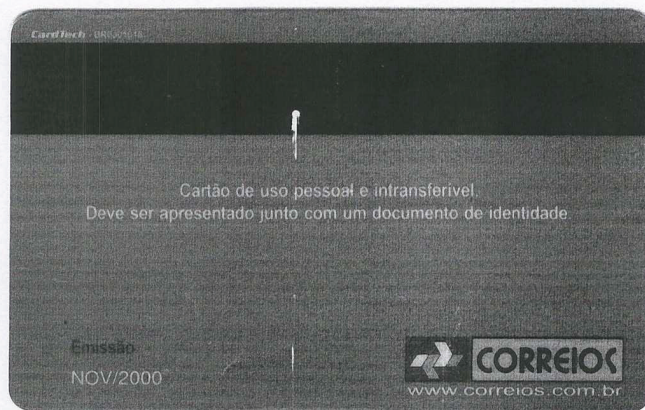 CardTech
Cartão de uso pessoal e intransferível.
Deve ser apresentado junto com um documento de identidade.
Emissão
NOV/2000
CORREIOS
www.correios.com.br